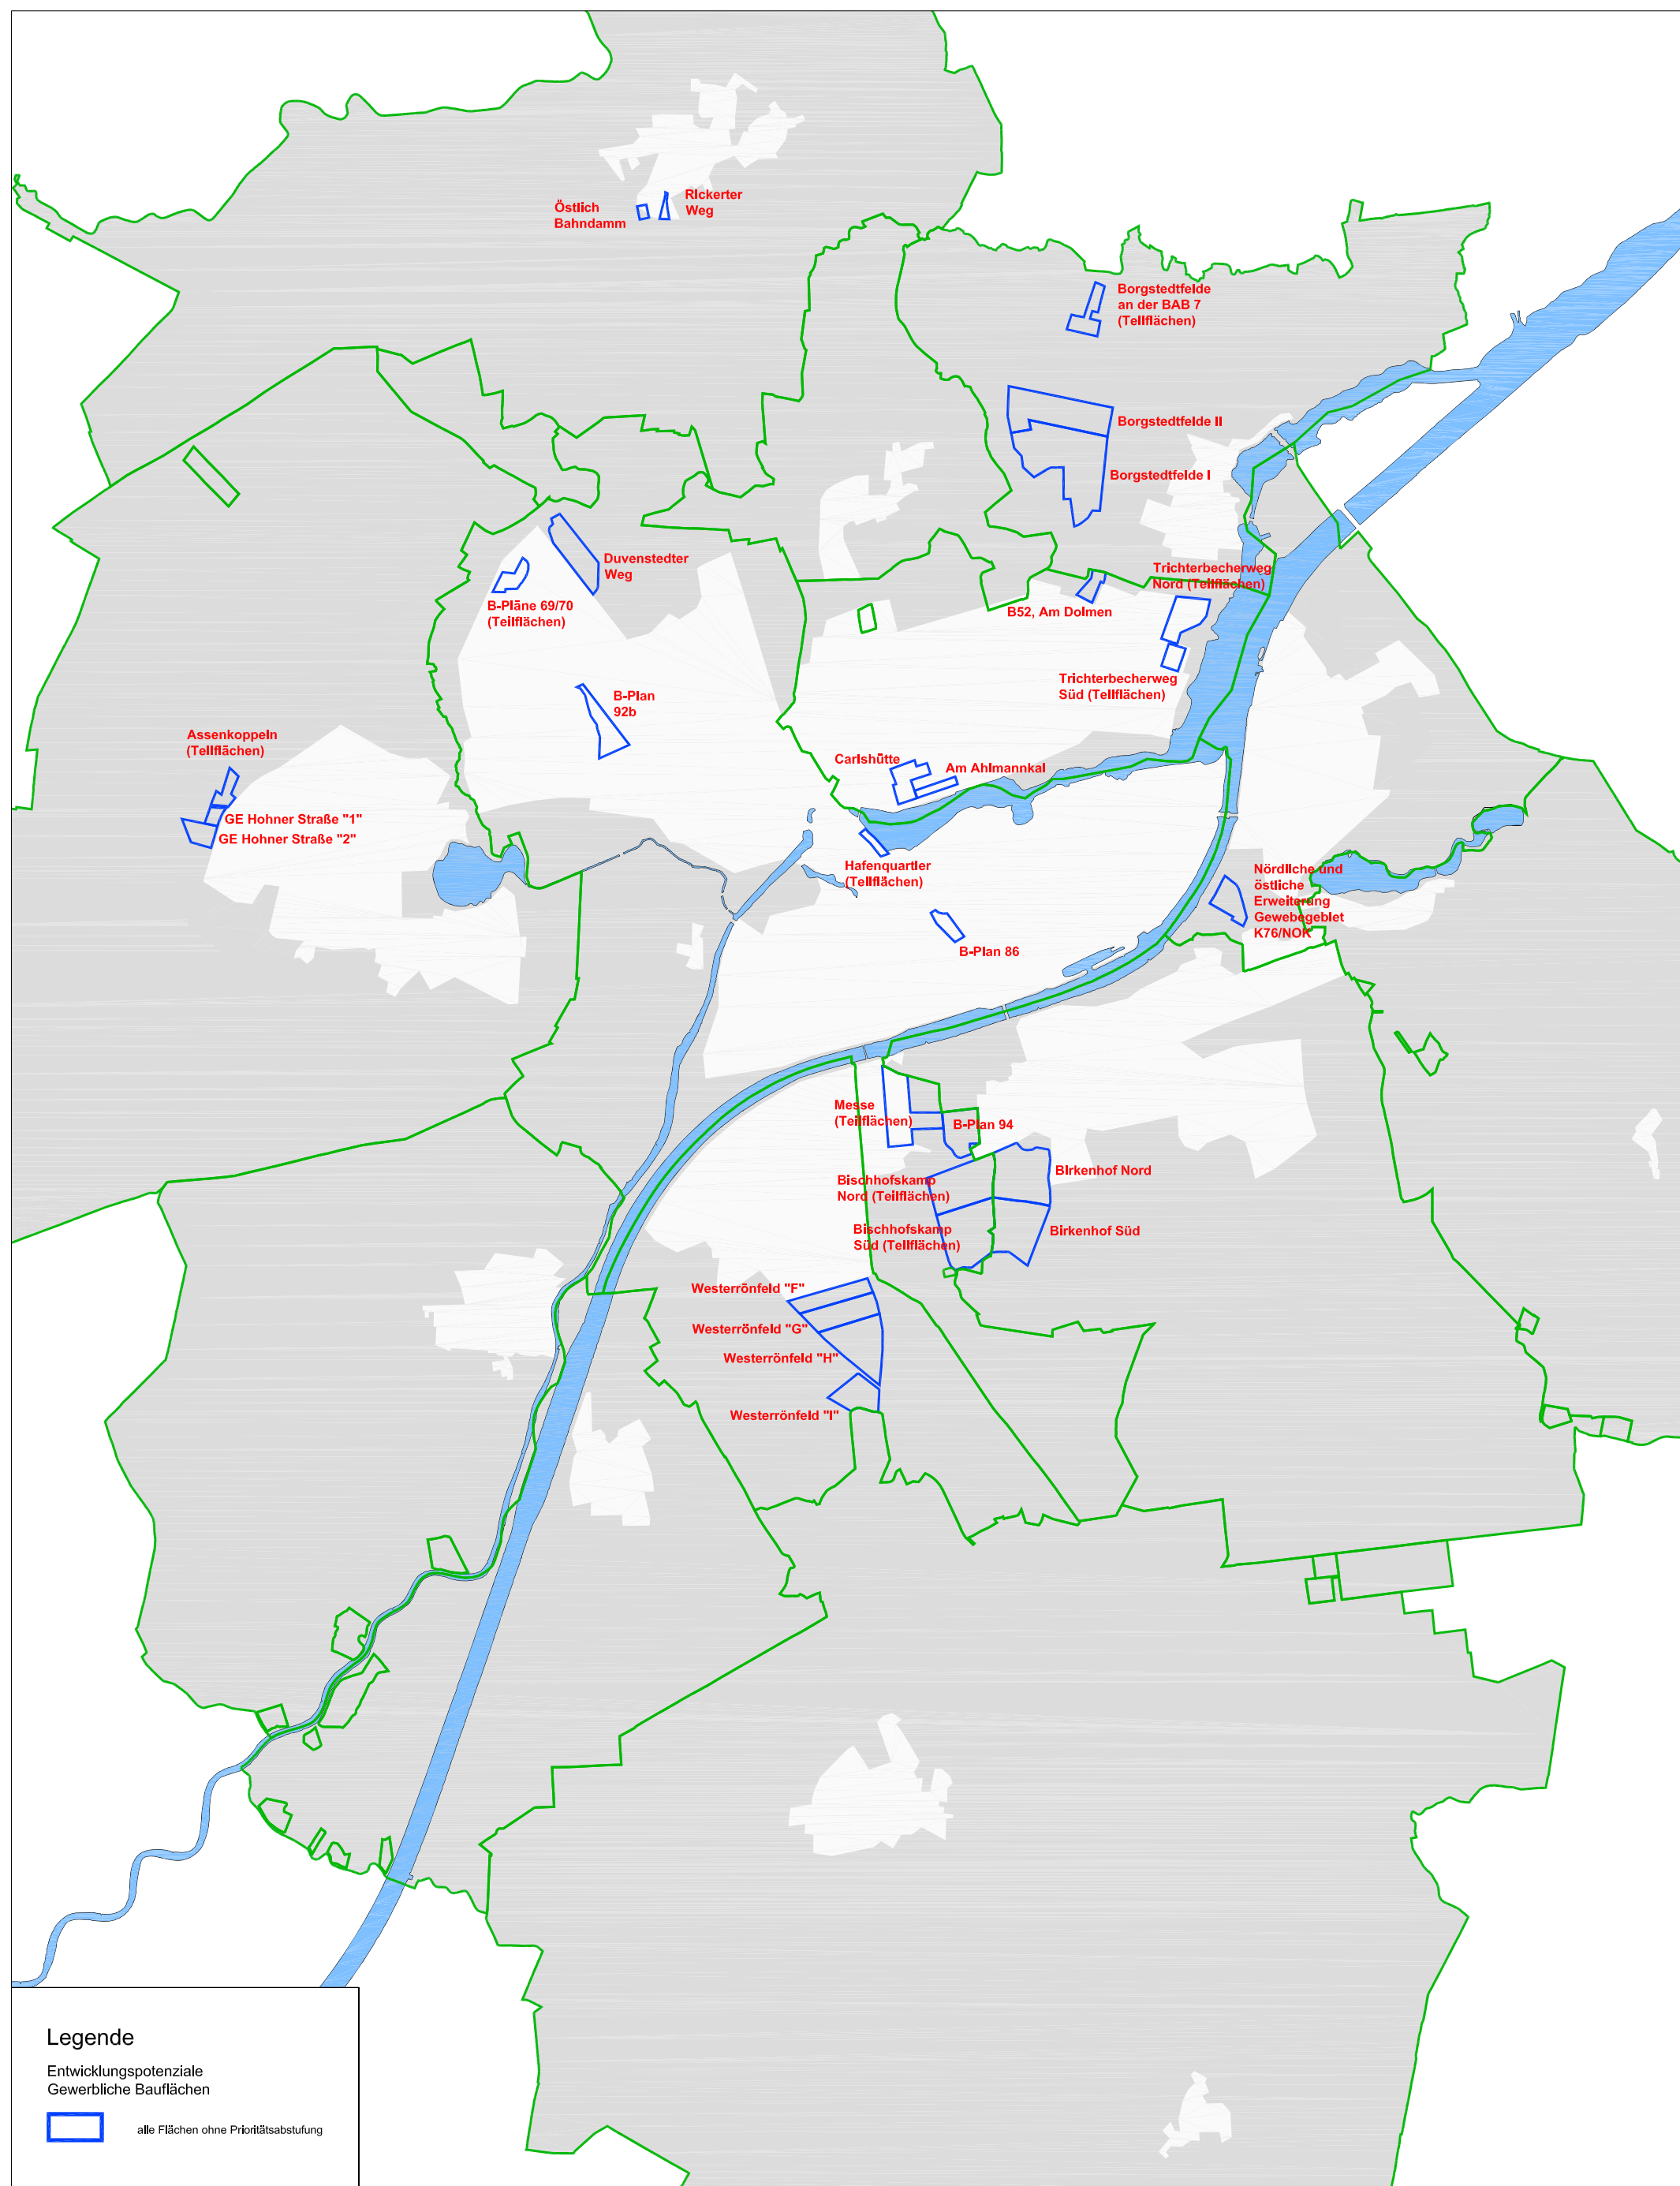 Östlich
Bahndamm
Rickerter
Weg
Borgstedtfelde
an der BAB 7
(Teilflächen)
Borgstedtfelde II
Borgstedtfelde I
Duvenstedter
Weg
B-Pläne 69/70
(Teilflächen)
Trichterbecherweg
Nord (Teilflächen)
B52, Am Dolmen
Trichterbecherweg
Süd (Teilflächen)
B-Plan
92b
Assenkoppeln
(Teilflächen)
GE Hohner Straße "1"
GE Hohner Straße "2"
Carlshütte
Am Ahlmannkai
Hafenquartier
(Teilflächen)
Nördliche und
östliche
Erweiterung
Gewebegebiet
K76/NOK
B-Plan 86
Messe
(Teilflächen)
B-Plan 94
Bischhofskamp
Nord (Teilflächen)
Birkenhof Nord
Bischhofskamp
Süd (Teilflächen)
Birkenhof Süd
Westerrönfeld "F"
Westerrönfeld "G"
Westerrönfeld "H"
Westerrönfeld "I"
Legende
Entwicklungspotenziale
Gewerbliche Bauflächen
alle Flächen ohne Prioritätsabstufung